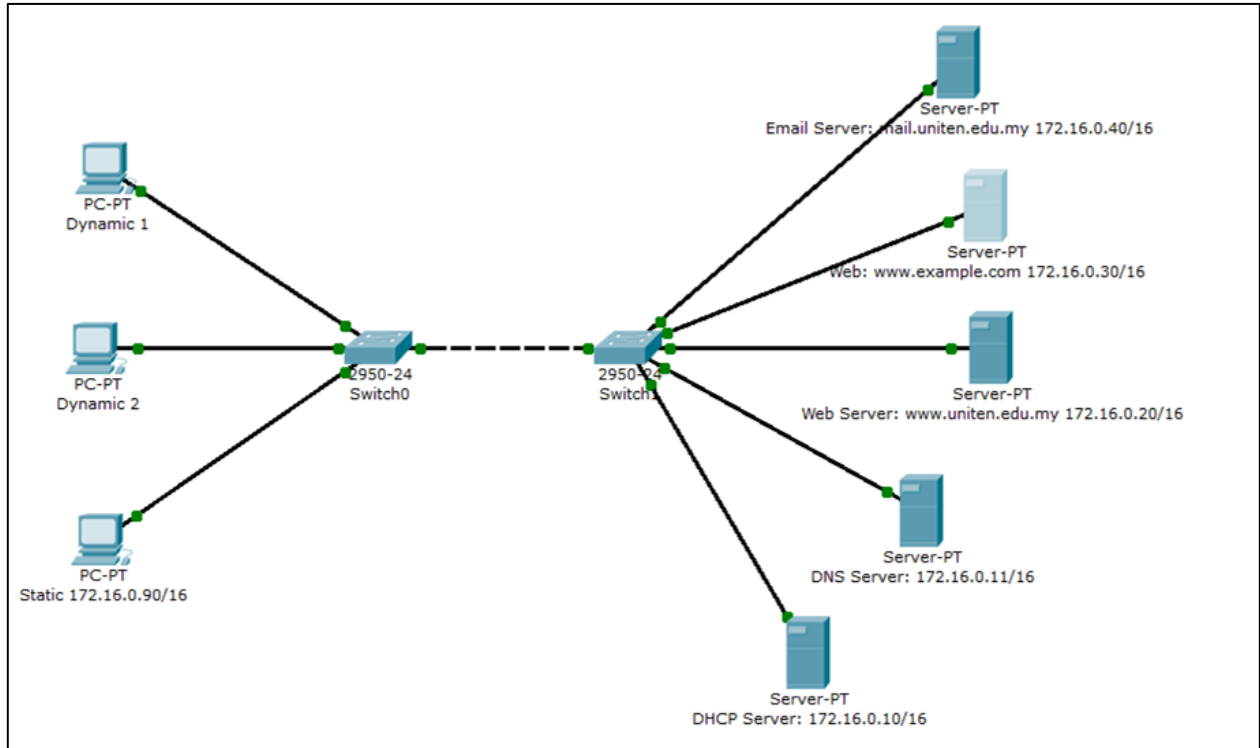 Server-PT
Email Server: mail.uniten.edu.my 172.16.0.40/16
PC-PT
Dynamic 1
Server-PT
Web: www.example.com 172.16.0.30/16
PC-PT
Dynamic 2
2950-24
Switch0
2950-24
Switch1
Server-PT
Web Server: www.uniten.edu.my 172.16.0.20/16
PC-PT
Static 172.16.0.90/16
Server-PT
DNS Server: 172.16.0.11/16
Server-PT
DHCP Server: 172.16.0.10/16